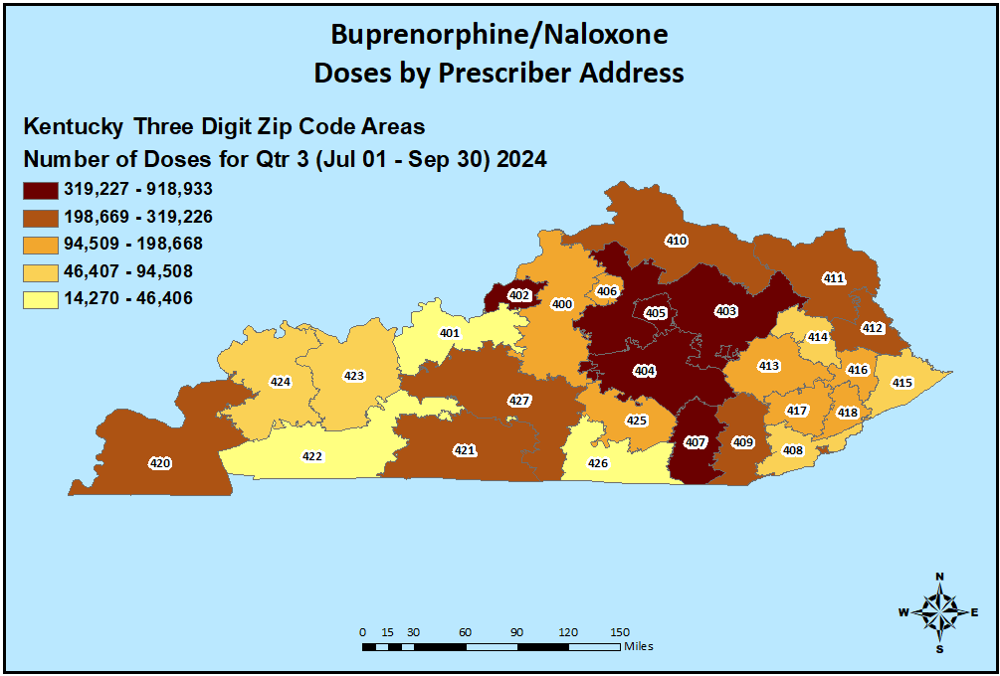 Buprenorphine/Naloxone
Doses by Prescriber Address
Kentucky Three Digit Zip Code Areas
Number of Doses for Qtr 3 (Jul 01 - Sep 30) 2024
319,227 - 918,933
198,669 - 319,226
94,509 - 198,668
46,407 - 94,508
14,270 - 46,406
410
411
406
402
400
403
405
412
401
414
404
413
416
423
424
415
427
417
418
425
407
409
421
408
422
420
426
N
W E
S
0 15 30 60 90 120 150
Miles